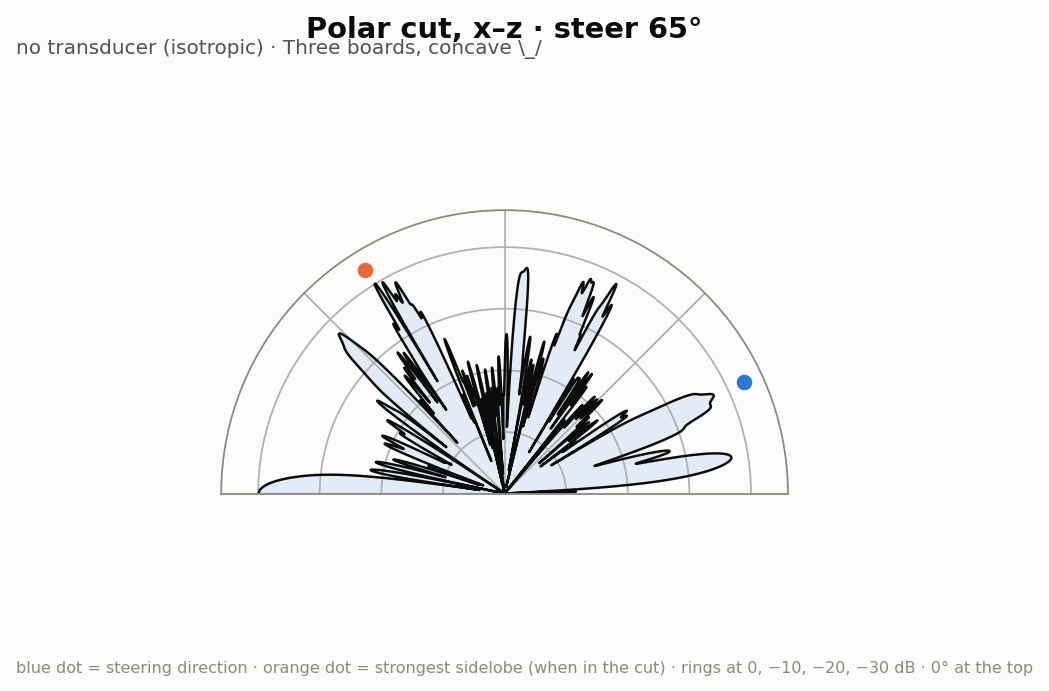 Polar cut, x–z · steer 65°
no transducer (isotropic) · Three boards, concave \_/
blue dot = steering direction · orange dot = strongest sidelobe (when in the cut) · rings at 0, −10, −20, −30 dB · 0° at the top